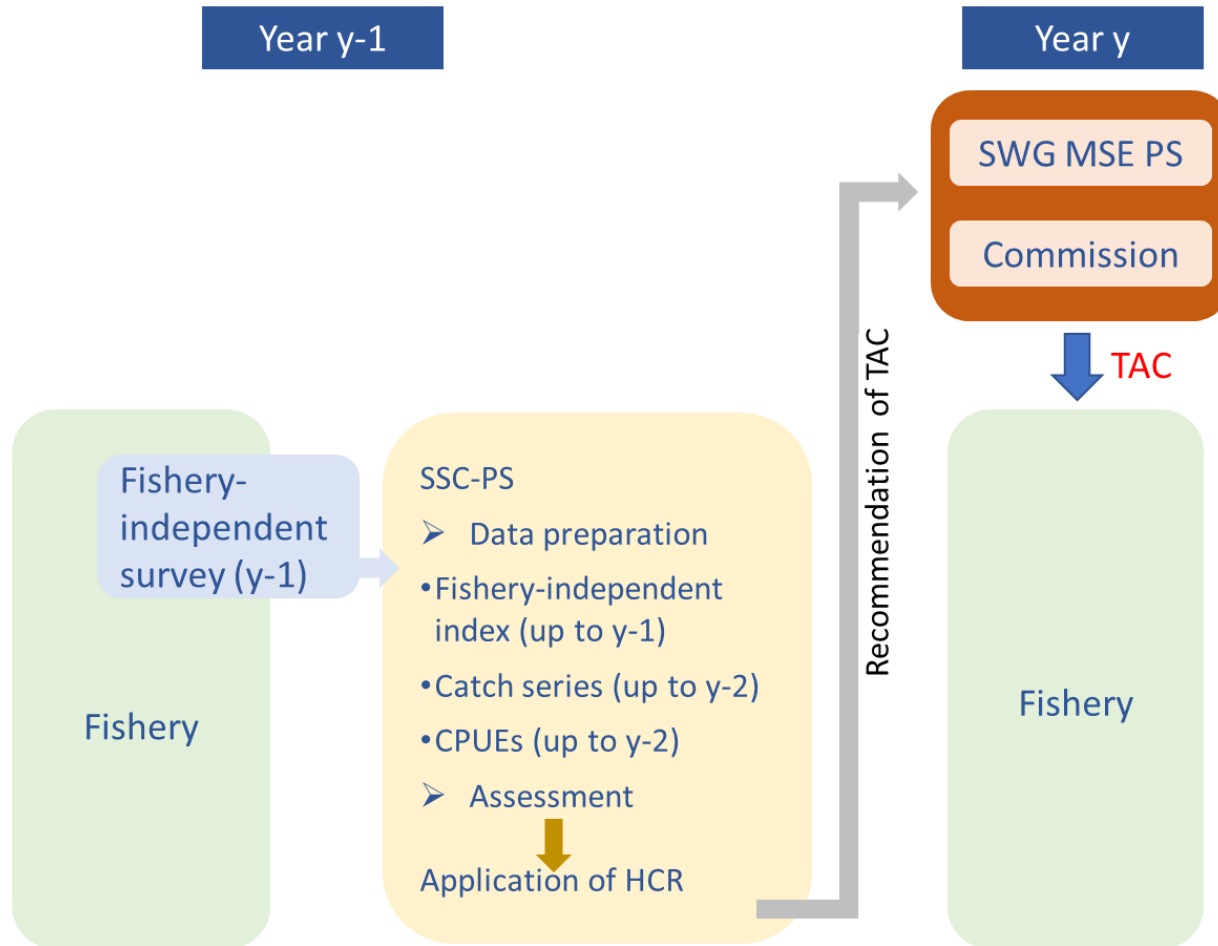 Year y-1
Year y
SWG MSE PS
Commission
TAC
Recommendation of TAC
Fishery-
independent
survey (y-1)
Fishery
SSC-PS
➢ Data preparation
•Fishery-independent
index (up to y-1)
•Catch series (up to y-2)
•CPUEs (up to y-2)
➢ Assessment
Application of HCR
Fishery